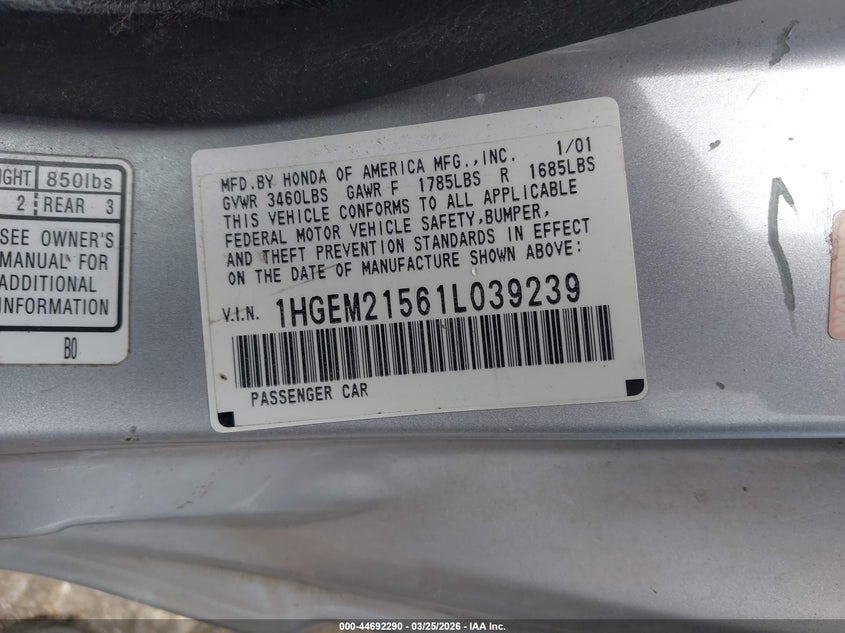 GHT 850lbs
2 REAR 3
SEE OWNER'S
MANUAL FOR
ADDITIONAL
INFORMATION
B0
MFD.BY HONDA OF AMERICA MFG.,INC. 1/01
GVWR 3460LBS GAWR F 1785LBS R 1685LBS
THIS VEHICLE CONFORMS TO ALL APPLICABLE
FEDERAL MOTOR VEHICLE SAFETY,BUMPER,
AND THEFT PREVENTION STANDARDS IN EFFECT
ON THE DATE OF MANUFACTURE SHOWN ABOVE:
V.I.N. 1HGEM21561L039239
PASSENGER CAR
000-44692290 — 03/25/2026 — IAA Inc.